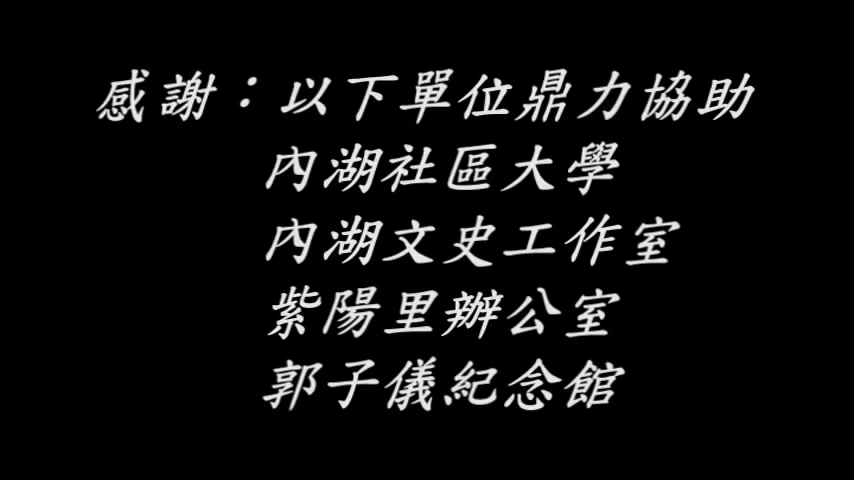 感謝：以下單位鼎力協助
內湖社區大學
內湖文史工作室
紫陽里辦公室
郭子儀紀念館